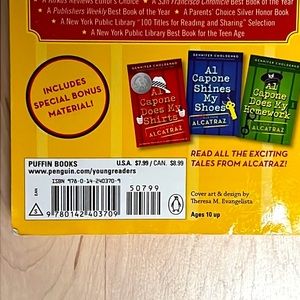 A Kirkus Reviews Editor's Choice • A San Francisco Chronicle Best Book of the Year
A Publishers Weekly Best Book of the Year • A Parents' Choice Silver Honor Book
A New York Public Library "100 Titles for Reading and Sharing" Selection
A New York Public Library Best Book for the Teen Age
INCLUDES
SPECIAL BONUS
MATERIAL!
GENNIFER CHOLDENKO
Al
Capone
Does My
Shirts
ALCATRAZ
GENNIFER CHOLDENKO
Al
Capone
Shines
My
Shoes
ALCATRAZ
GENNIFER CHOLDENKO
Al
Capone
Does My
Homework
ALCATRAZ
READ ALL THE EXCITING
TALES FROM ALCATRAZ!
PUFFIN BOOKS
U.S.A. $7.99 / CAN. $8.99
www.penguin.com/youngreaders
ISBN 978-0-14-240370-9
50799
EAN
S
9780142403709
Cover art & design by
Theresa M. Evangelista
Ages 10 up